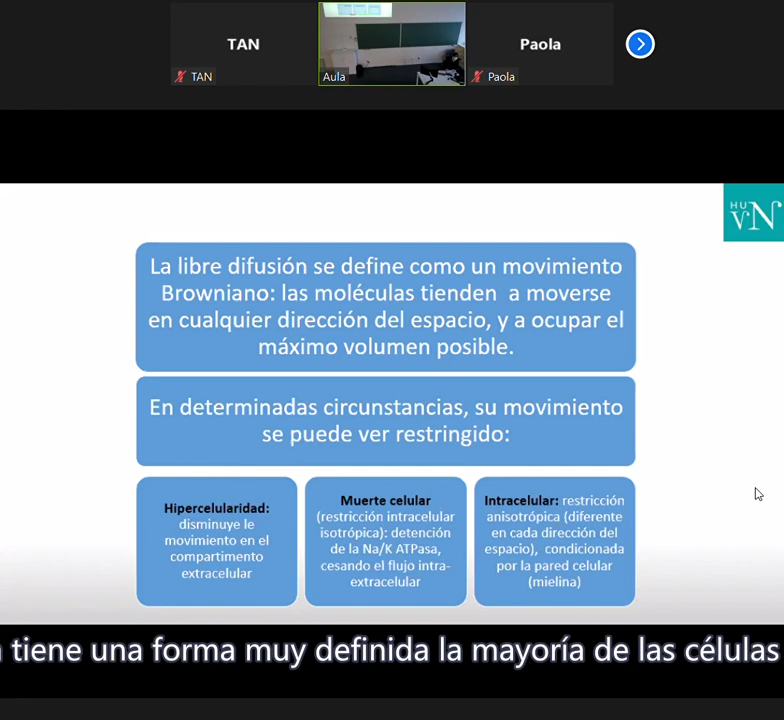 TAN
Paola
TAN
Aula
Paola
HU
VN
La libre difusión se define como un movimiento
Browniano: las moléculas tienden a moverse
en cualquier dirección del espacio, y a ocupar el
máximo volumen posible.
En determinadas circunstancias, su movimiento
se puede ver restringido:
Hipercelularidad:
disminuye le
movimiento en el
compartimento
extracelular
Muerte celular
(restricción intracelular
isotrópica): detención
de la Na/K ATPasa,
cesando el flujo intra-
extracelular
Intracelular: restricción
anisotrópica (diferente
en cada dirección del
espacio), condicionada
por la pared celular
(mielina)
tiene una forma muy definida la mayoría de las células